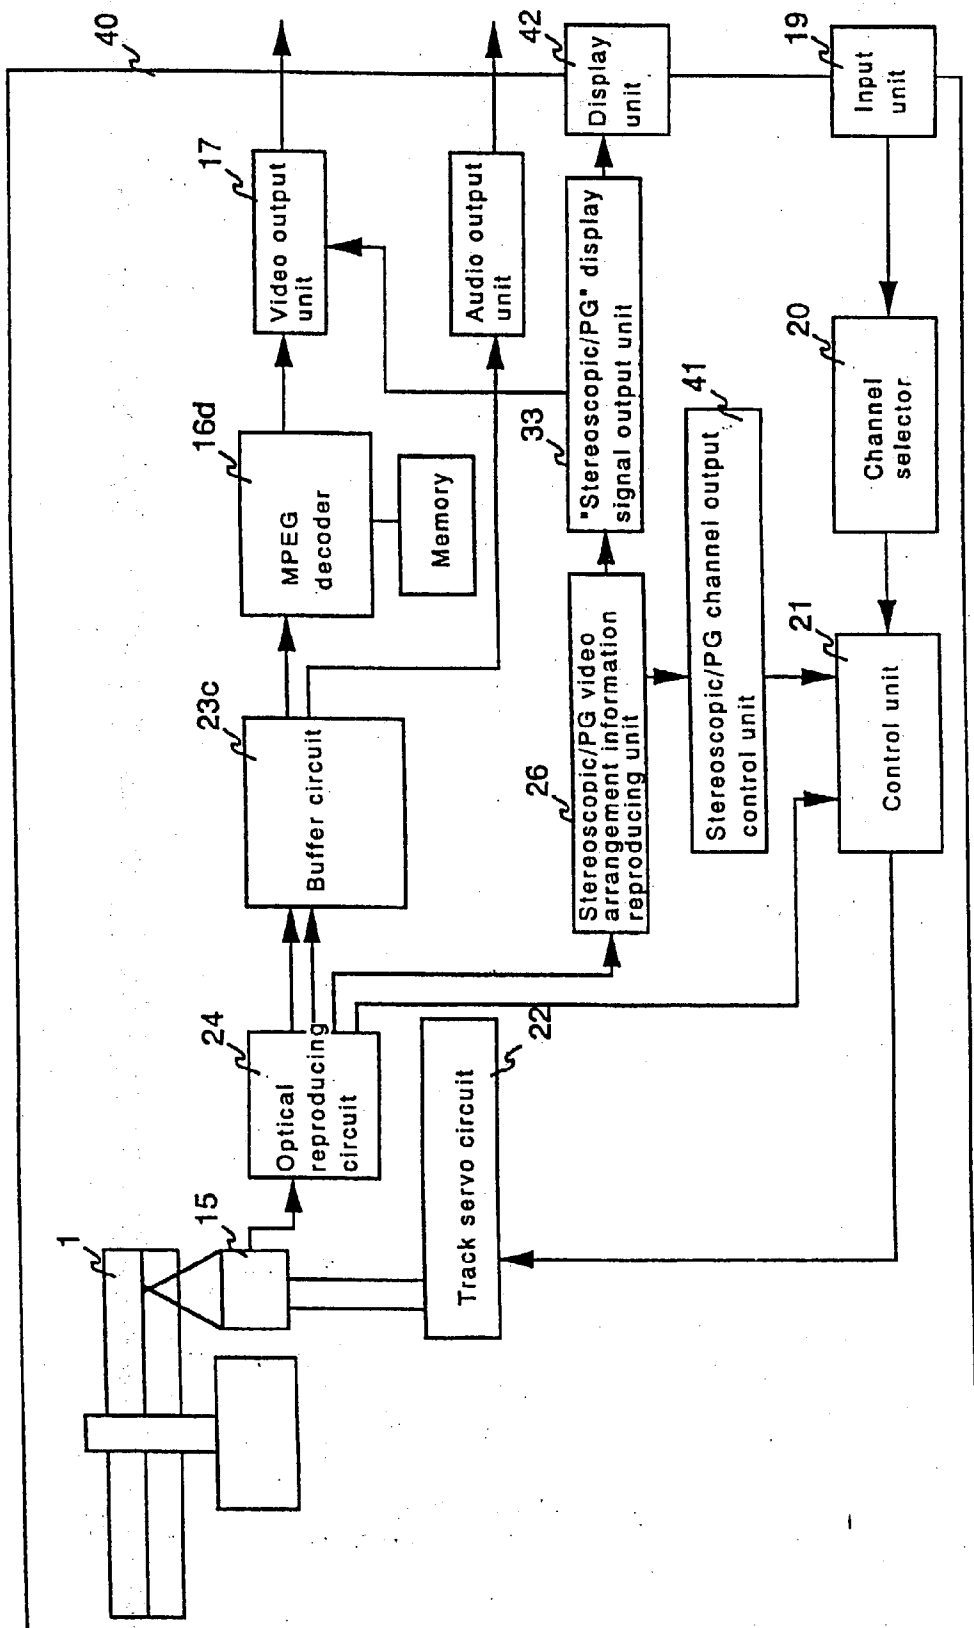 1
15
Track servo circuit
22
24
Optical
reproducing
circuit
23c
Buffer circuit
16d
MPEG
decoder
Memory
17
Video output
unit
Audio output
unit
40
26
Stereoscopic/PG video
arrangement information
reproducing unit
33
"Stereoscopic/PG" display
signal output unit
42
Display
unit
41
Stereoscopic/PG channel output
control unit
21
Control unit
20
Channel
selector
19
Input
unit